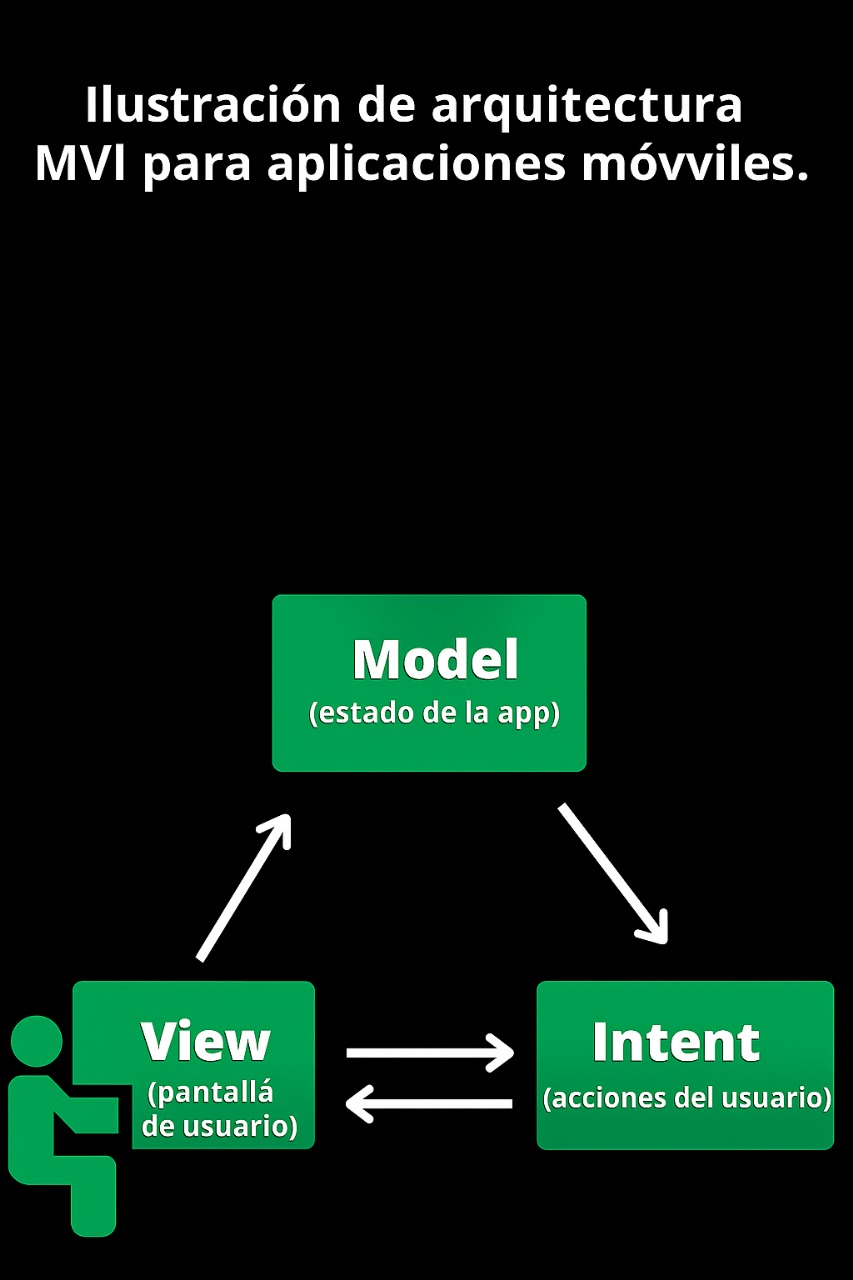 Ilustración de arquitectura
MVl para aplicaciones móvviles.
Model
(estado de la app)
View
(pantallá
de usuario)
Intent
(acciones del usuario)